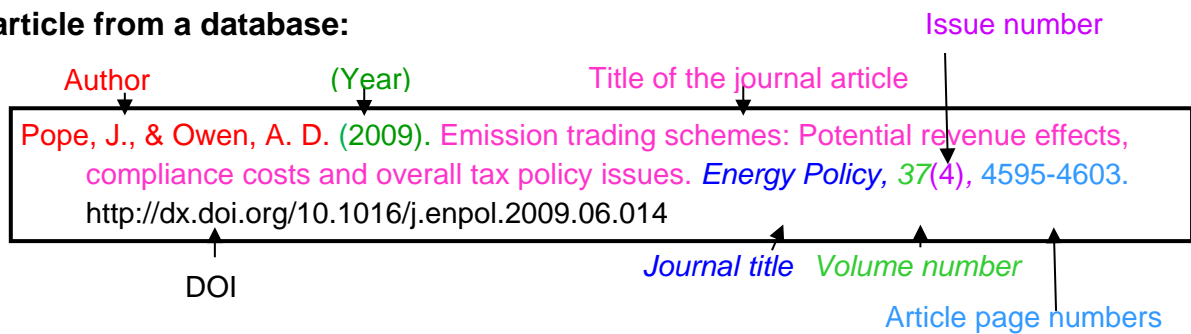 article from a database:
Issue number
Author (Year) Title of the journal article
Pope, J., & Owen, A. D. (2009). Emission trading schemes: Potential revenue effects,
compliance costs and overall tax policy issues. Energy Policy, 37(4), 4595-4603.
http://dx.doi.org/10.1016/j.enpol.2009.06.014
DOI
Journal title Volume number
Article page numbers